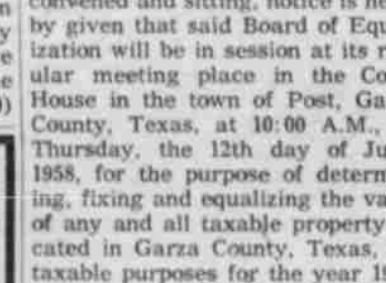 convened and sitting, notice is he
by given that said Board of Equ
ization will be in session at its r
ular meeting place in the Co
House in the town of Post, Ga
County, Texas, at 10:00 A.M.,
Thursday, the 12th day of Ju
1958, for the purpose of determ
ing, fixing and equalizing the va
of any and all taxable property
cated in Garza County, Texas,
taxable purposes for the year 19